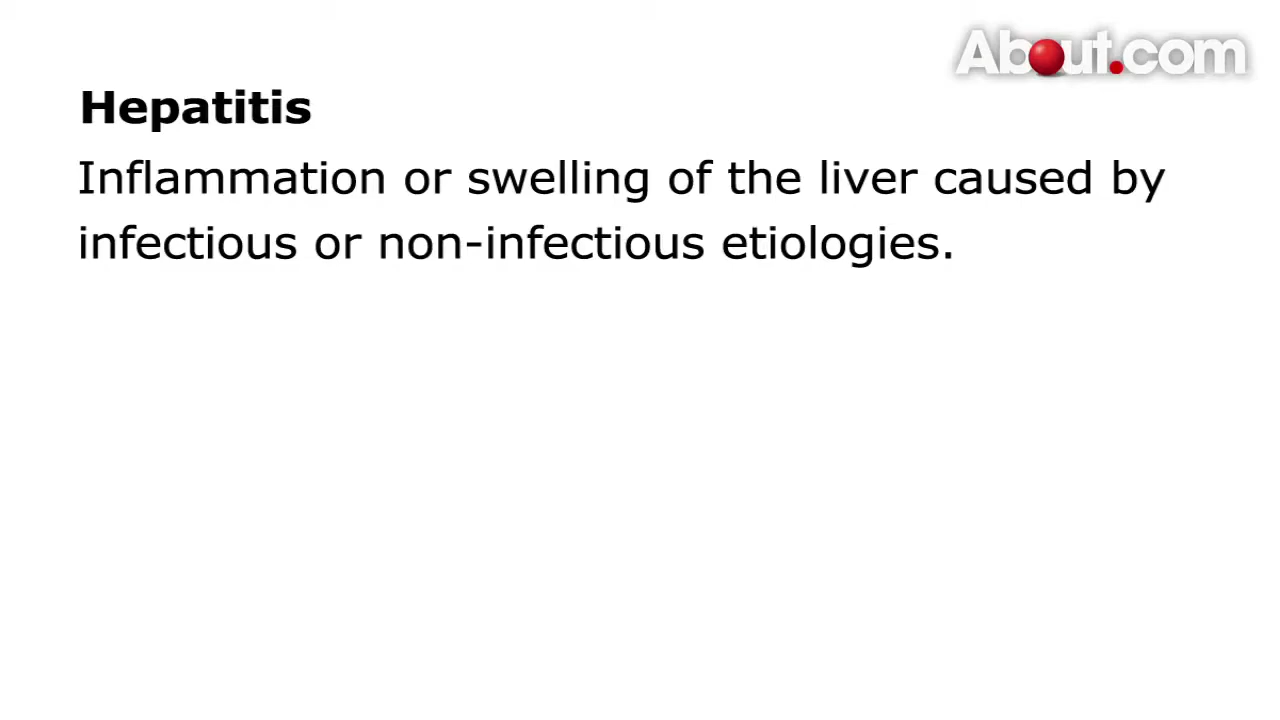 About.com
Hepatitis
Inflammation or swelling of the liver caused by
infectious or non-infectious etiologies.